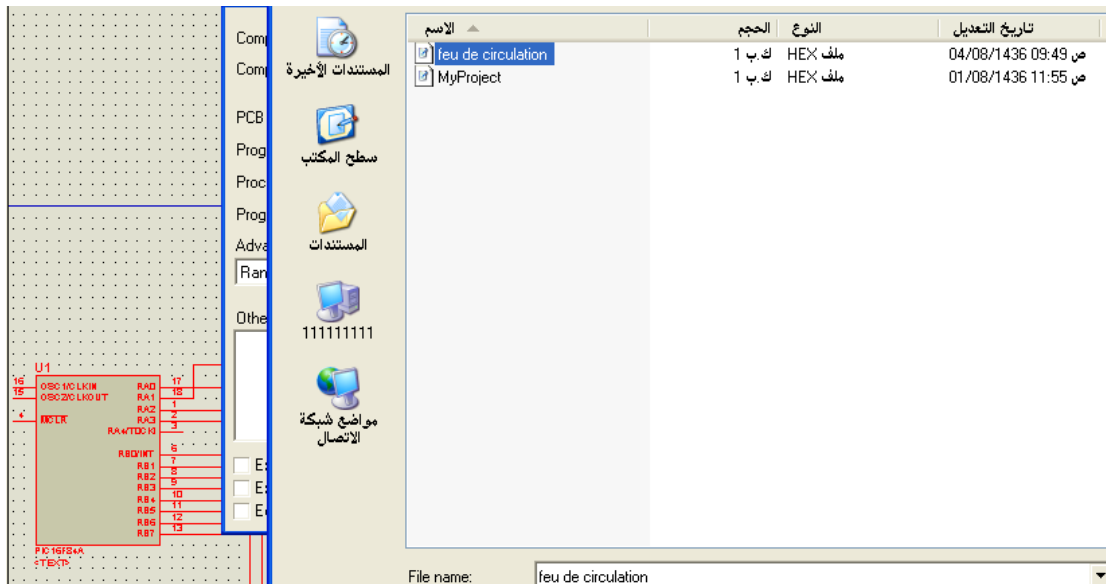 الاسم الحجم النوع تاريخ التعديل
feu de circulation 1 ك.ب ملف HEX 04/08/1436 09:49 ص
MyProject 1 ك.ب ملف HEX 01/08/1436 11:55 ص
المستندات الأخيرة
سطح المكتب
المستندات
111111111
مواضع شبكة
الاتصال
Com
Com
PCB
Prog
Proc
Prog
Adva
Ran
Othe
E
E
E
U1
16 OSC1/CLKIN RA0 17
15 OSC2/CLKOUT RA1 18
RA2 1
4 MCLR RA3 2
RA4/T0CKI 3
RB0/INT 6
RB1 7
RB2 8
RB3 9
RB4 10
RB5 11
RB6 12
RB7 13
PIC16F84A
<TEXT>
File name: feu de circulation